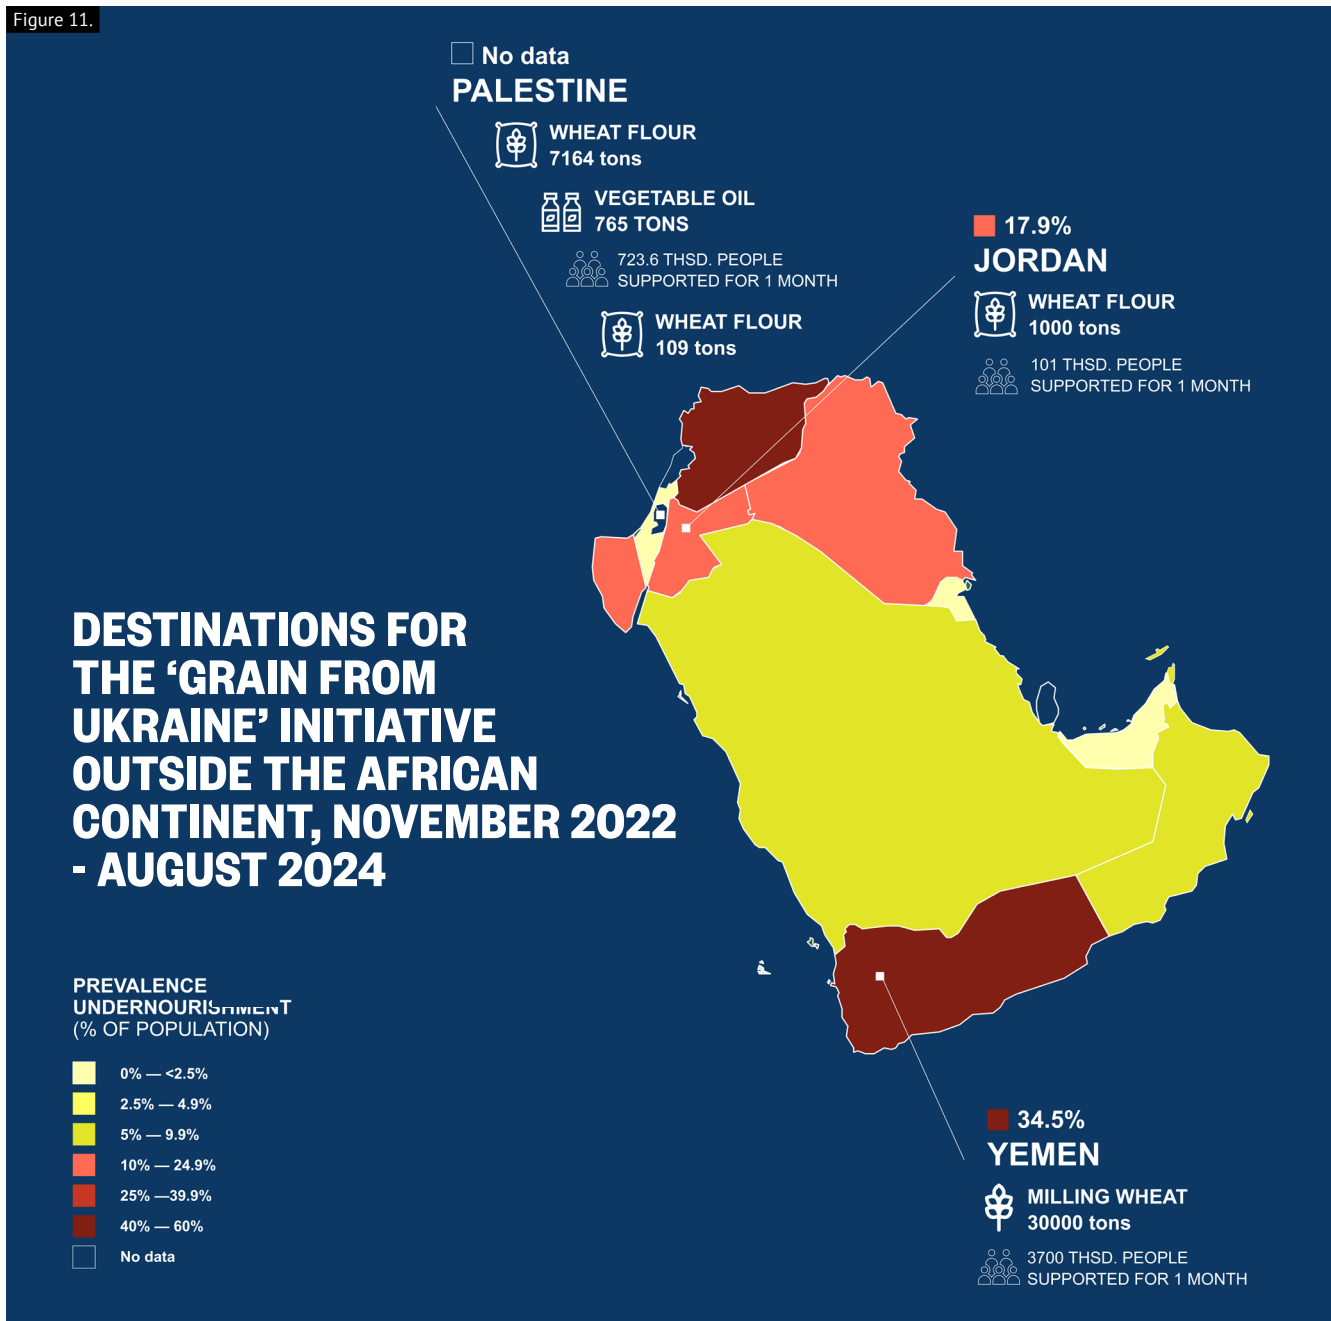 Figure 11.
No data
PALESTINE
WHEAT FLOUR
7164 tons
VEGETABLE OIL
765 TONS
723.6 THSD. PEOPLE
SUPPORTED FOR 1 MONTH
WHEAT FLOUR
109 tons
17.9%
JORDAN
WHEAT FLOUR
1000 tons
101 THSD. PEOPLE
SUPPORTED FOR 1 MONTH
DESTINATIONS FOR
THE ‘GRAIN FROM
UKRAINE’ INITIATIVE
OUTSIDE THE AFRICAN
CONTINENT, NOVEMBER 2022
- AUGUST 2024
PREVALENCE
UNDERNOURISHMENT
(% OF POPULATION)
0% — <2.5%
2.5% — 4.9%
5% — 9.9%
10% — 24.9%
25% —39.9%
40% — 60%
No data
34.5%
YEMEN
MILLING WHEAT
30000 tons
3700 THSD. PEOPLE
SUPPORTED FOR 1 MONTH